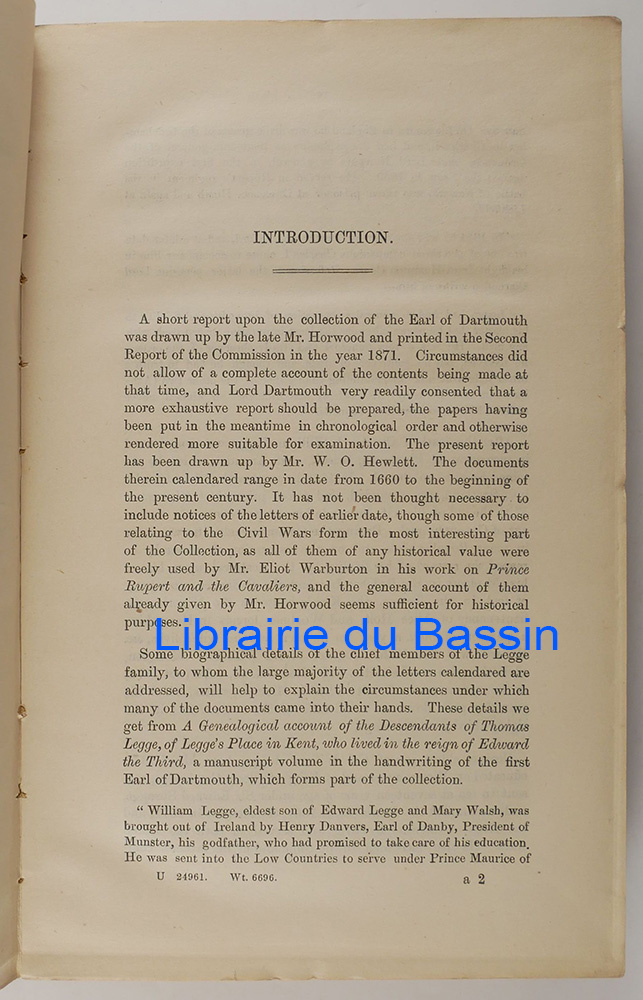 INTRODUCTION.
A short report upon the collection of the Earl of Dartmouth
was drawn up by the late Mr. Horwood and printed in the Second
Report of the Commission in the year 1871. Circumstances did
not allow of a complete account of the contents being made at
that time, and Lord Dartmouth very readily consented that a
more exhaustive report should be prepared, the papers having
been put in the meantime in chronological order and otherwise
rendered more suitable for examination. The present report
has been drawn up by Mr. W. O. Hewlett. The documents
therein calendared range in date from 1660 to the beginning of
the present century. It has not been thought necessary to
include notices of the letters of earlier date, though some of those
relating to the Civil Wars form the most interesting part
of the Collection, as all of them of any historical value were
freely used by Mr. Eliot Warburton in his work on Prince
Rupert and the Cavaliers, and the general account of them
already given by Mr. Horwood seems sufficient for historical
purposes.
Librairie du Bassin
Some biographical details of the chief members of the Legge
family, to whom the large majority of the letters calendared are
addressed, will help to explain the circumstances under which
many of the documents came into their hands. These details we
get from A Genealogical account of the Descendants of Thomas
Legge, of Legge's Place in Kent, who lived in the reign of Edward
the Third, a manuscript volume in the handwriting of the first
Earl of Dartmouth, which forms part of the collection.
" William Legge, eldest son of Edward Legge and Mary Walsh, was
brought out of Ireland by Henry Danvers, Earl of Danby, President of
Munster, his godfather, who had promised to take care of his education.
He was sent into the Low Countries to serve under Prince Maurice of
U 24961. Wt. 6696. a 2